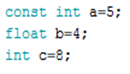 const int a=5;
float b=4;
int c=8;